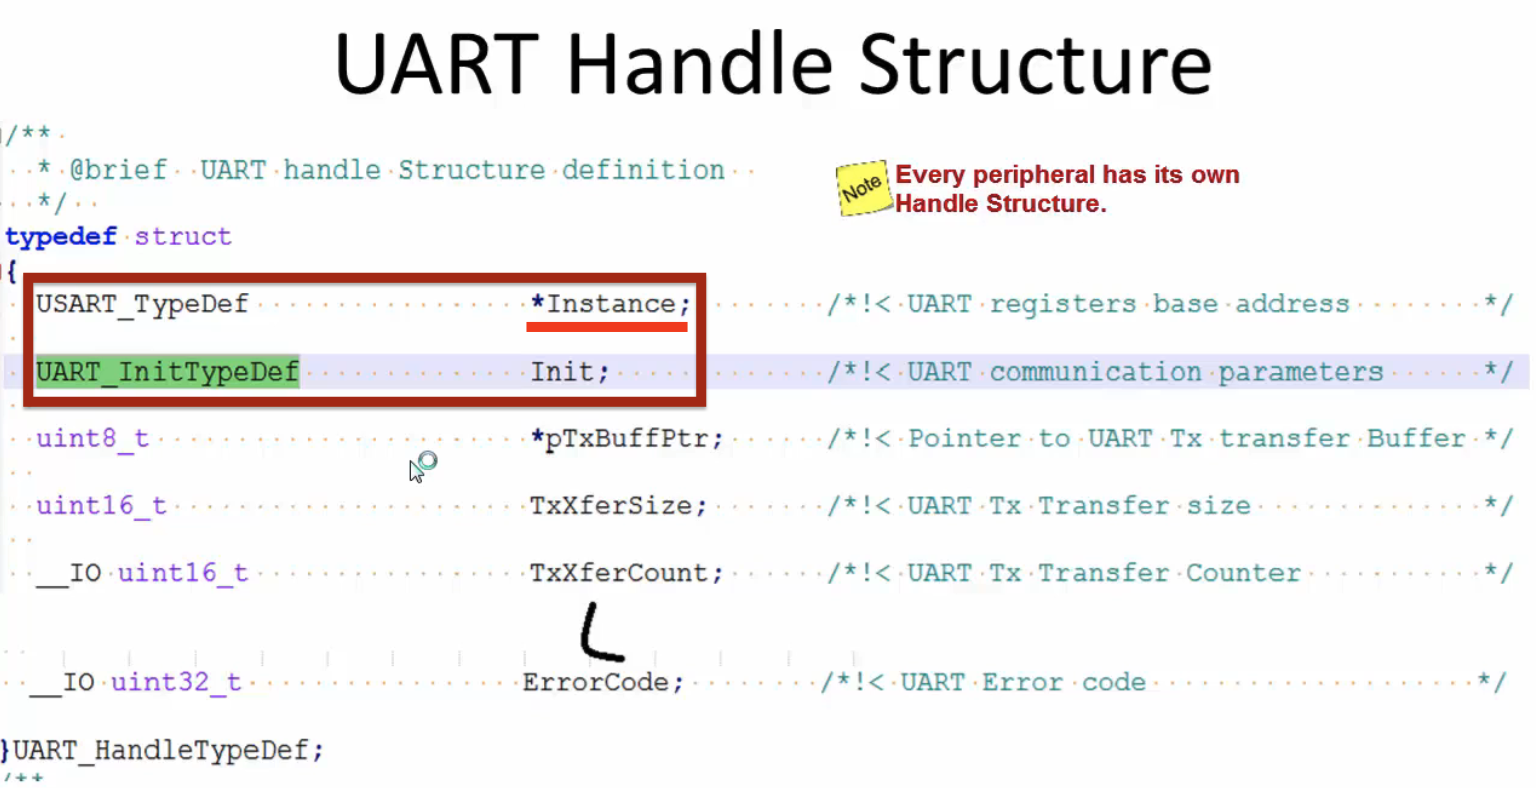 UART Handle Structure
/**
* @brief UART handle Structure definition
*/
Note
Every peripheral has its own
Handle Structure.
typedef struct
{
USART_TypeDef *Instance; /*!< UART registers base address */
UART_InitTypeDef Init; /*!< UART communication parameters */
uint8_t *pTxBuffPtr; /*!< Pointer to UART Tx transfer Buffer */
uint16_t TxXferSize; /*!< UART Tx Transfer size */
__IO uint16_t TxXferCount; /*!< UART Tx Transfer Counter */
__IO uint32_t ErrorCode; /*!< UART Error code */
}UART_HandleTypeDef;
/**